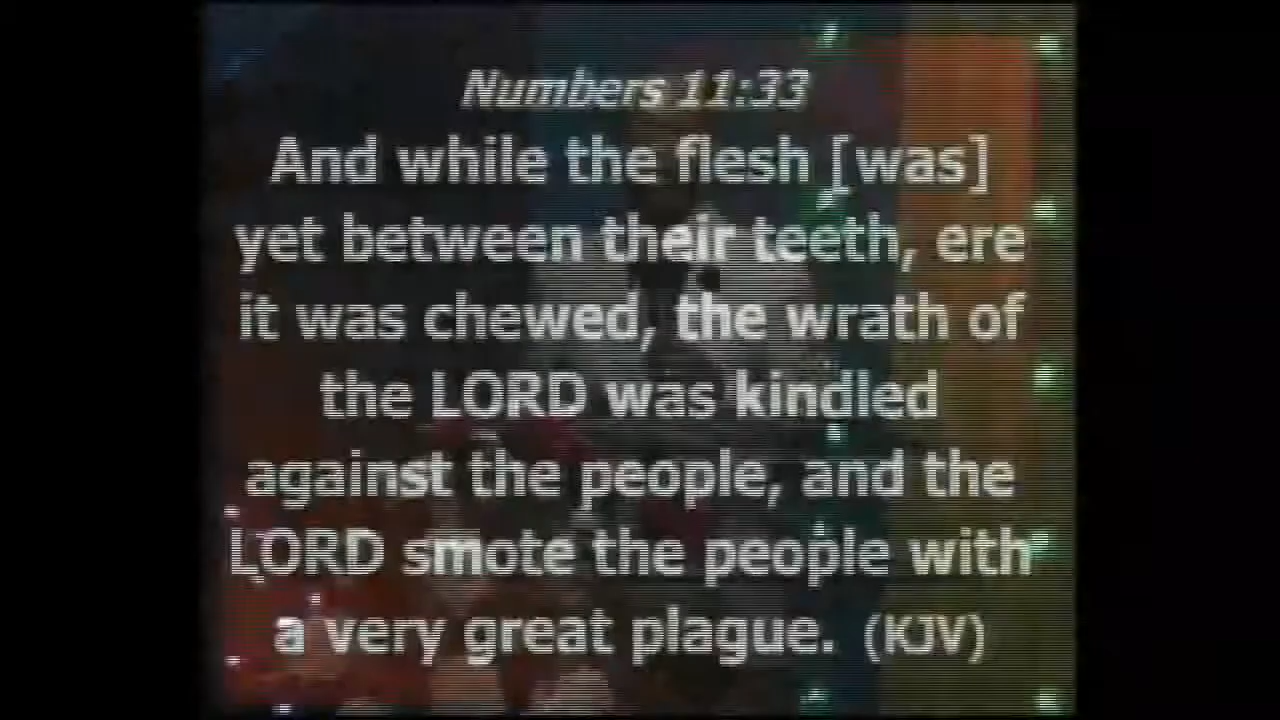 Numbers 11:33
And while the flesh [was]
yet between their teeth, ere
it was chewed, the wrath of
the LORD was kindled
against the people, and the
LORD smote the people with
a very great plague. (KJV)